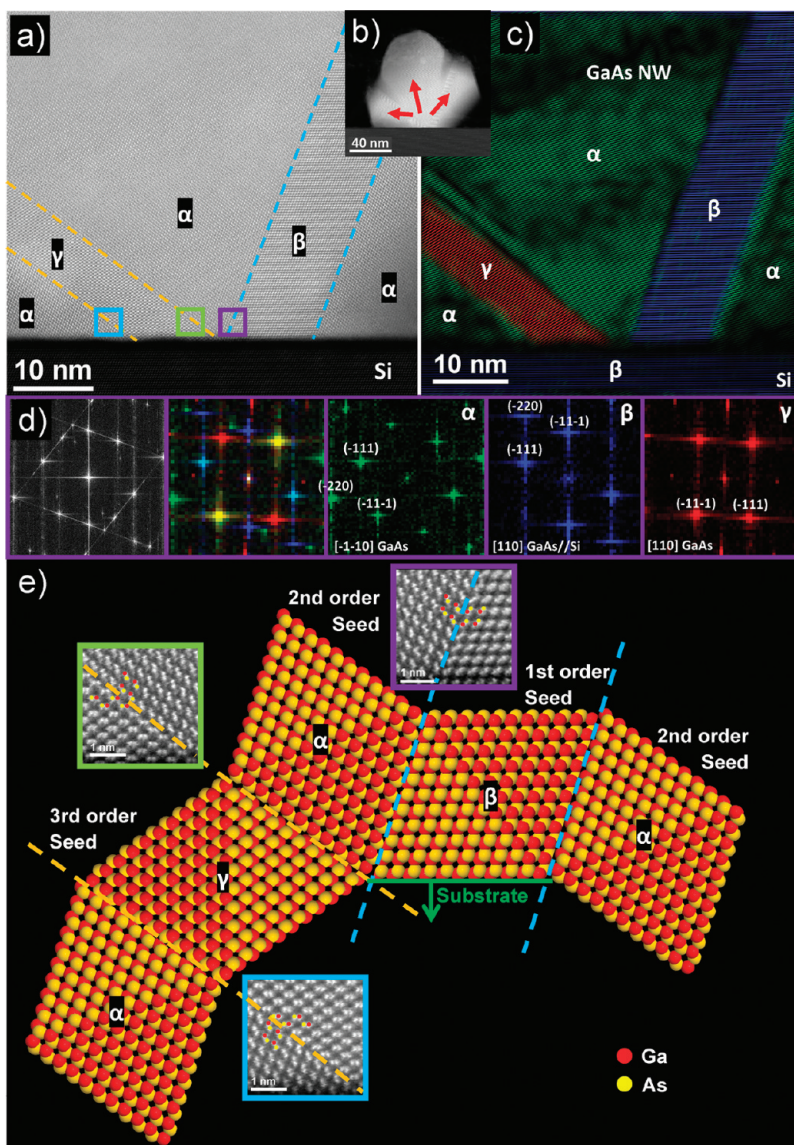 a)
α
β
γ
α
α
10 nm
Si
b)
40 nm
c)
GaAs NW
α
β
γ
α
α
10 nm
β
Si
d)
α
(-111)
(-220)
(-11-1)
[-1-10] GaAs
β
(-220)
(-11-1)
(-111)
[110] GaAs//Si
γ
(-11-1)
(-111)
[110] GaAs
e)
2nd order
Seed
1 nm
1st order
Seed
2nd order
Seed
1 nm
3rd order
Seed
α
β
α
γ
α
Substrate
1 nm
Ga
As